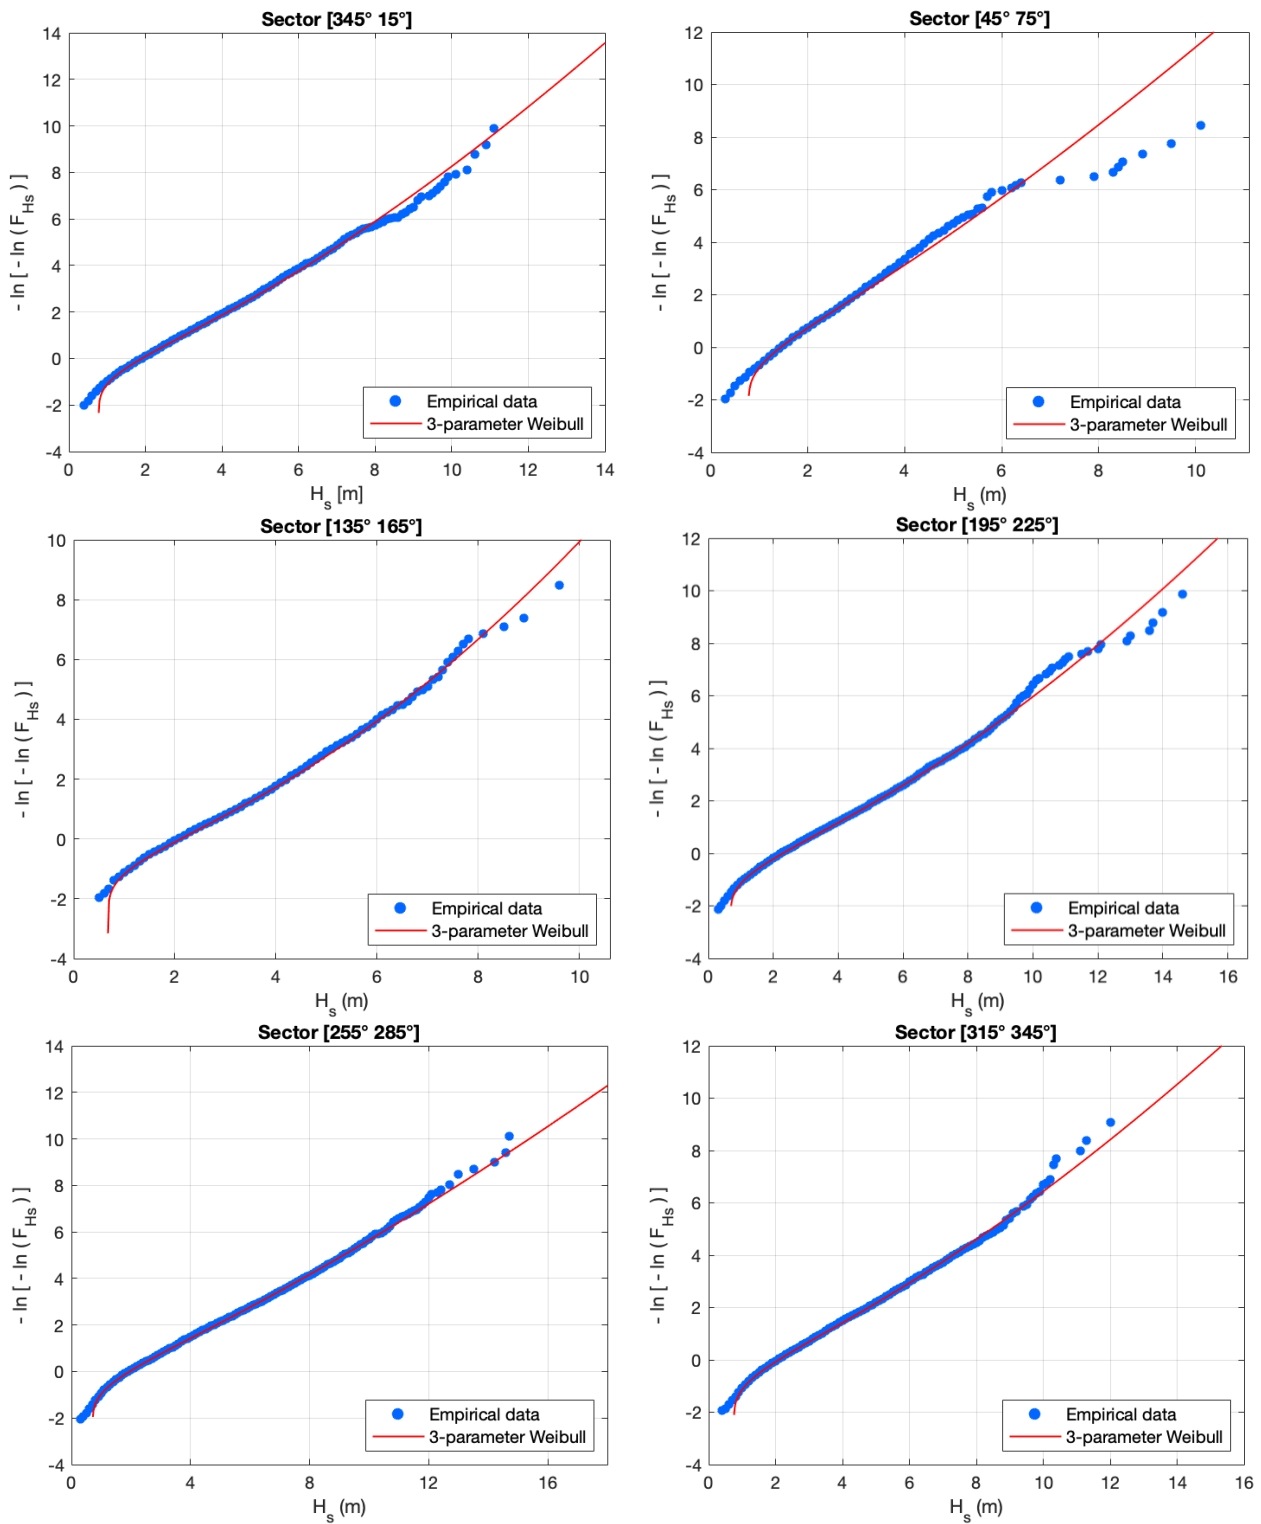 Sector [345° 15°]
14
12
10
8
6
4
2
0
-2
-4
- ln [ - ln ( F_Hs ) ]
Empirical data
3-parameter Weibull
0 2 4 6 8 10 12 14
H_s [m]
Sector [45° 75°]
12
10
8
6
4
2
0
-2
-4
- ln [ - ln ( F_Hs ) ]
Empirical data
3-parameter Weibull
0 2 4 6 8 10
H_s (m)
Sector [135° 165°]
10
8
6
4
2
0
-2
-4
- ln [ - ln ( F_Hs ) ]
Empirical data
3-parameter Weibull
0 2 4 6 8 10
H_s (m)
Sector [195° 225°]
12
10
8
6
4
2
0
-2
-4
- ln [ - ln ( F_Hs ) ]
Empirical data
3-parameter Weibull
0 2 4 6 8 10 12 14 16
H_s (m)
Sector [255° 285°]
14
12
10
8
6
4
2
0
-2
-4
- ln [ - ln ( F_Hs ) ]
Empirical data
3-parameter Weibull
0 4 8 12 16
H_s (m)
Sector [315° 345°]
12
10
8
6
4
2
0
-2
-4
- ln [ - ln ( F_Hs ) ]
Empirical data
3-parameter Weibull
0 2 4 6 8 10 12 14 16
H_s (m)